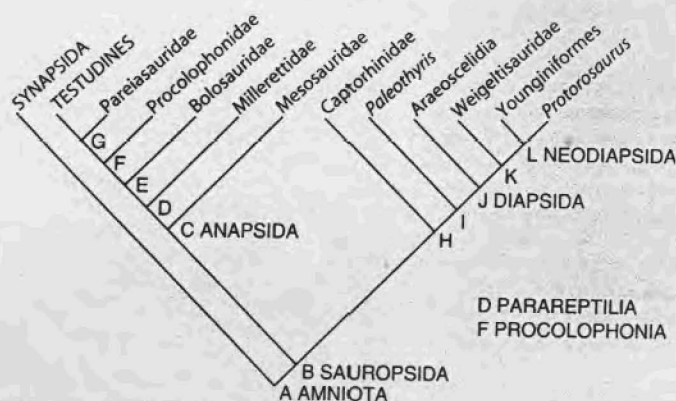 SYNAPSIDA
TESTUDINES
Pareiasauridae
Procolophonidae
Bolosauridae
Millerettidae
Mesosauridae
Captorhinidae
Paleothyris
Araeoscelidia
Weigeltisauridae
Younginiformes
Protorosaurus
G
F
E
D
C ANAPSIDA
L NEODIAPSIDA
K
J DIAPSIDA
I
H
D PARAREPTILIA
F PROCOLOPHONIA
B SAUROPSIDA
A AMNIOTA